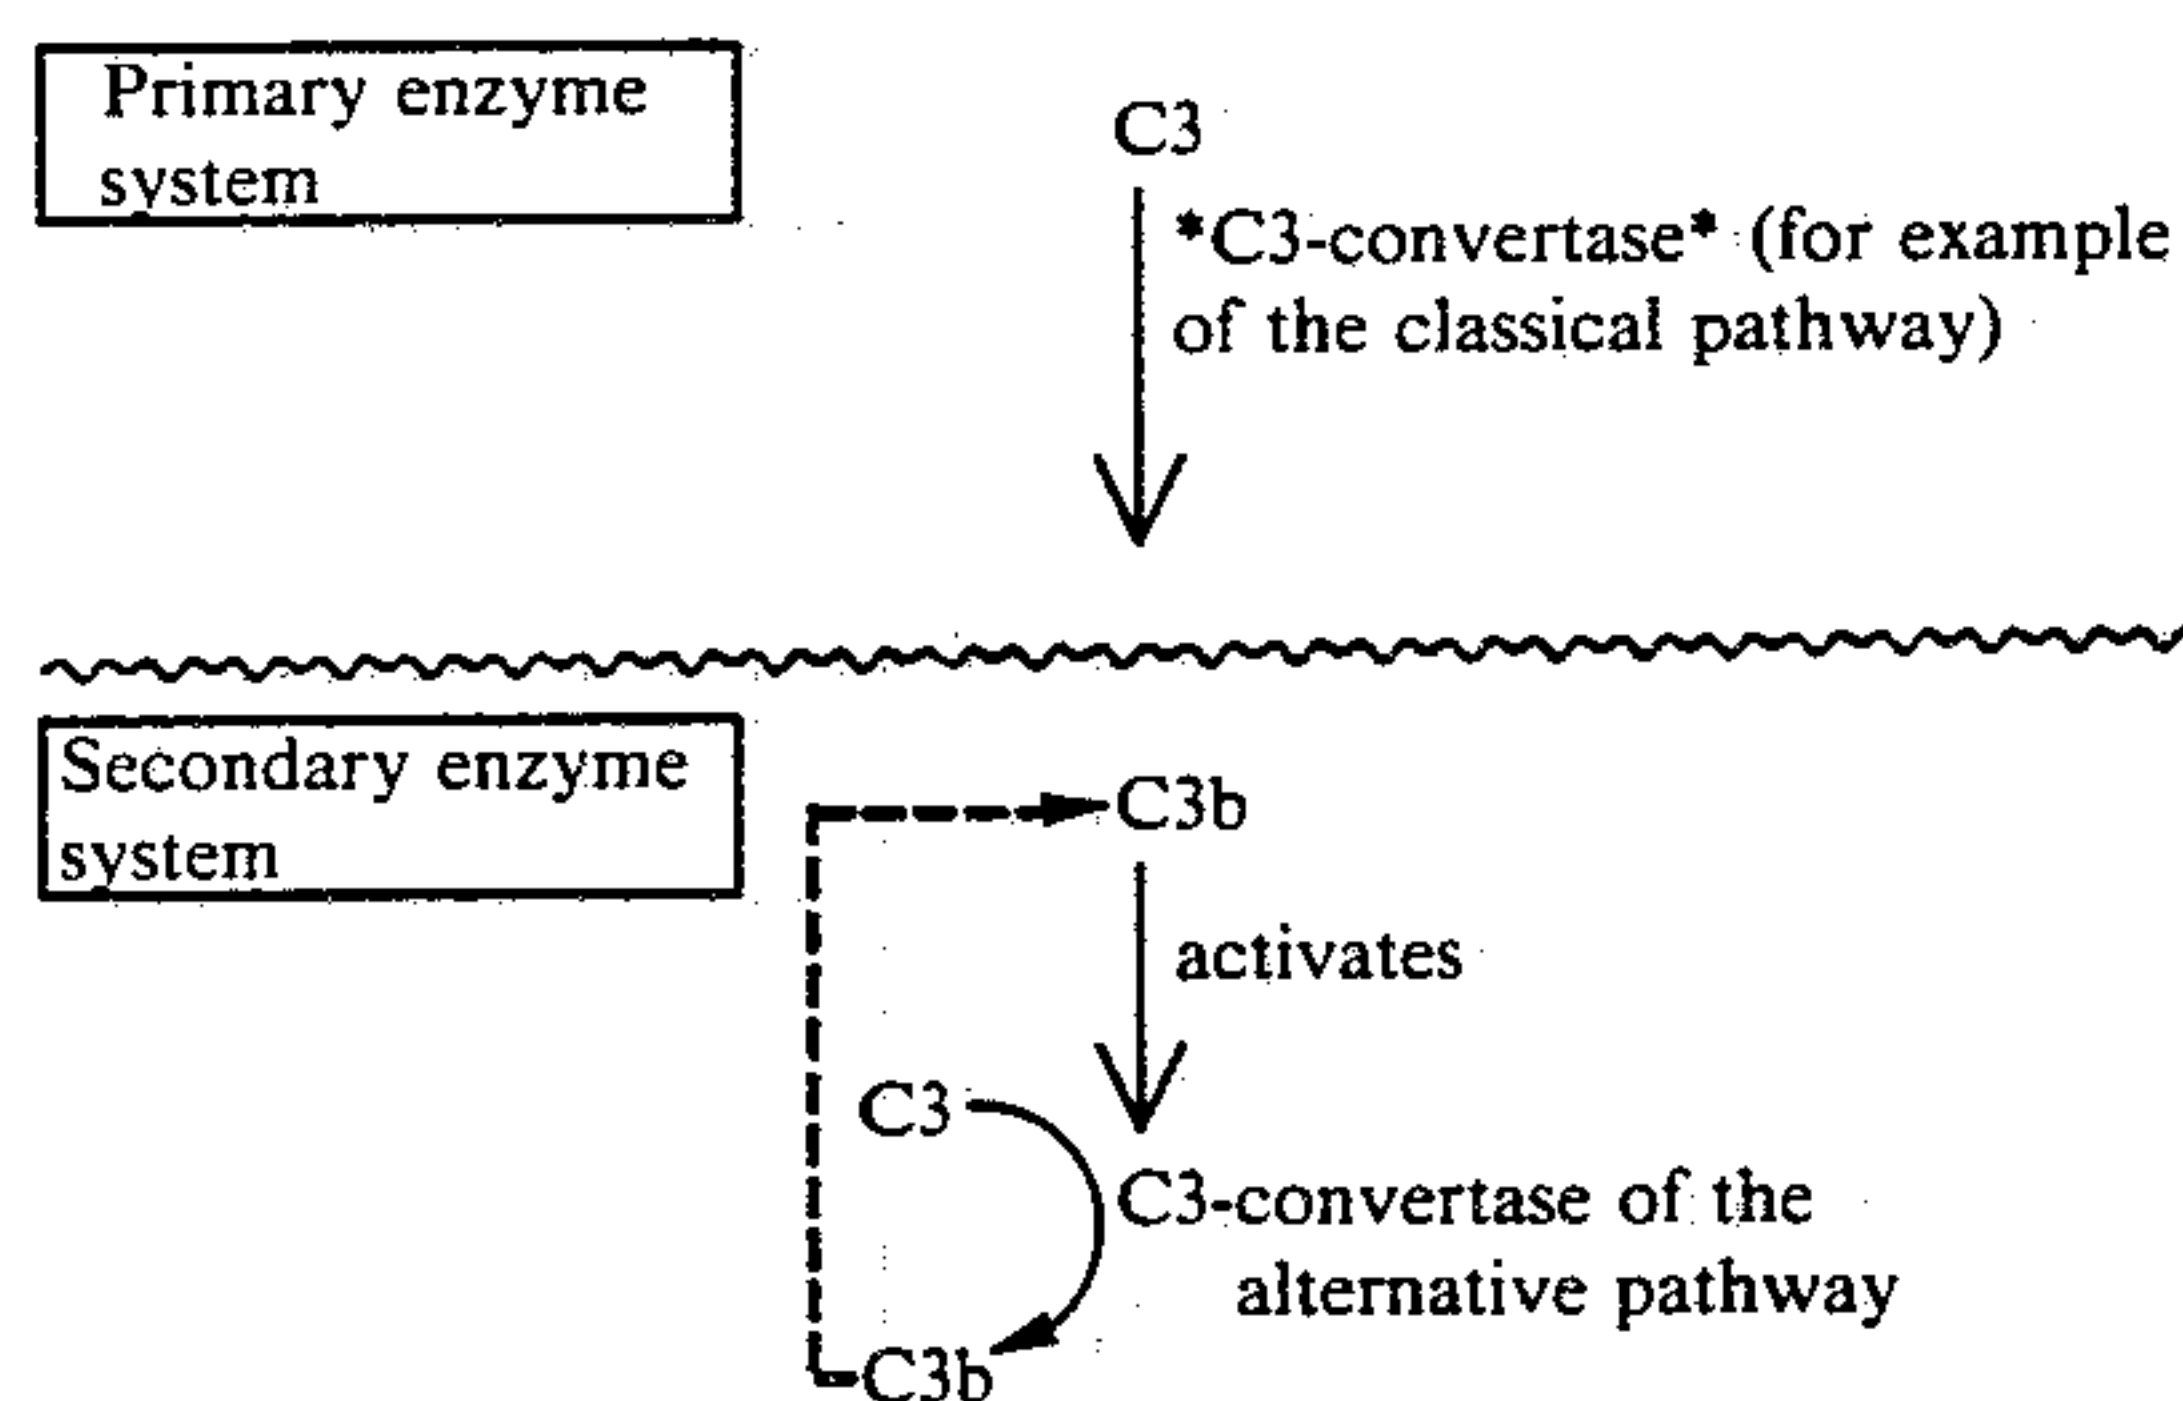 Primary enzyme
system
C3
*C3-convertase* (for example
of the classical pathway)
Secondary enzyme
system
C3b
activates
C3
C3-convertase of the
alternative pathway
C3b